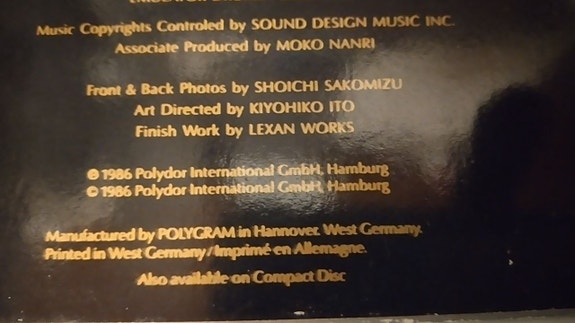 Music Copyrights Controled by SOUND DESIGN MUSIC INC.
Associate Produced by MOKO NANRI
Front & Back Photos by SHOICHI SAKOMIZU
Art Directed by KIYOHIKO ITO
Finish Work by LEXAN WORKS
℗ 1986 Polydor International GmbH, Hamburg
© 1986 Polydor International GmbH, Hamburg
Manufactured by POLYGRAM in Hannover. West Germany.
Printed in West Germany/Imprimé en Allemagne.
Also available on Compact Disc